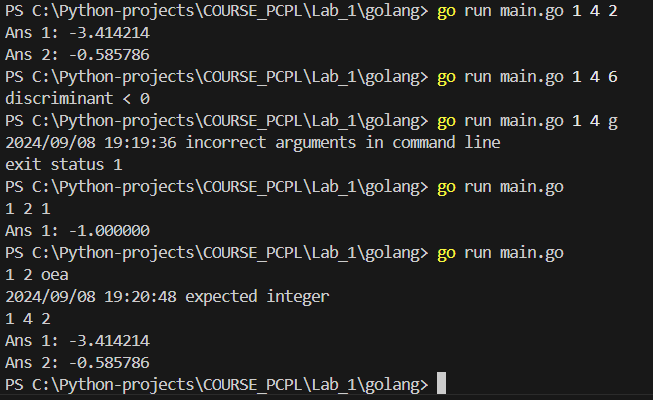 PS C:\Python-projects\COURSE_PCPL\Lab_1\golang> go run main.go 1 4 2
Ans 1: -3.414214
Ans 2: -0.585786
PS C:\Python-projects\COURSE_PCPL\Lab_1\golang> go run main.go 1 4 6
discriminant < 0
PS C:\Python-projects\COURSE_PCPL\Lab_1\golang> go run main.go 1 4 g
2024/09/08 19:19:36 incorrect arguments in command line
exit status 1
PS C:\Python-projects\COURSE_PCPL\Lab_1\golang> go run main.go
1 2 1
Ans 1: -1.000000
PS C:\Python-projects\COURSE_PCPL\Lab_1\golang> go run main.go
1 2 oea
2024/09/08 19:20:48 expected integer
1 4 2
Ans 1: -3.414214
Ans 2: -0.585786
PS C:\Python-projects\COURSE_PCPL\Lab_1\golang>